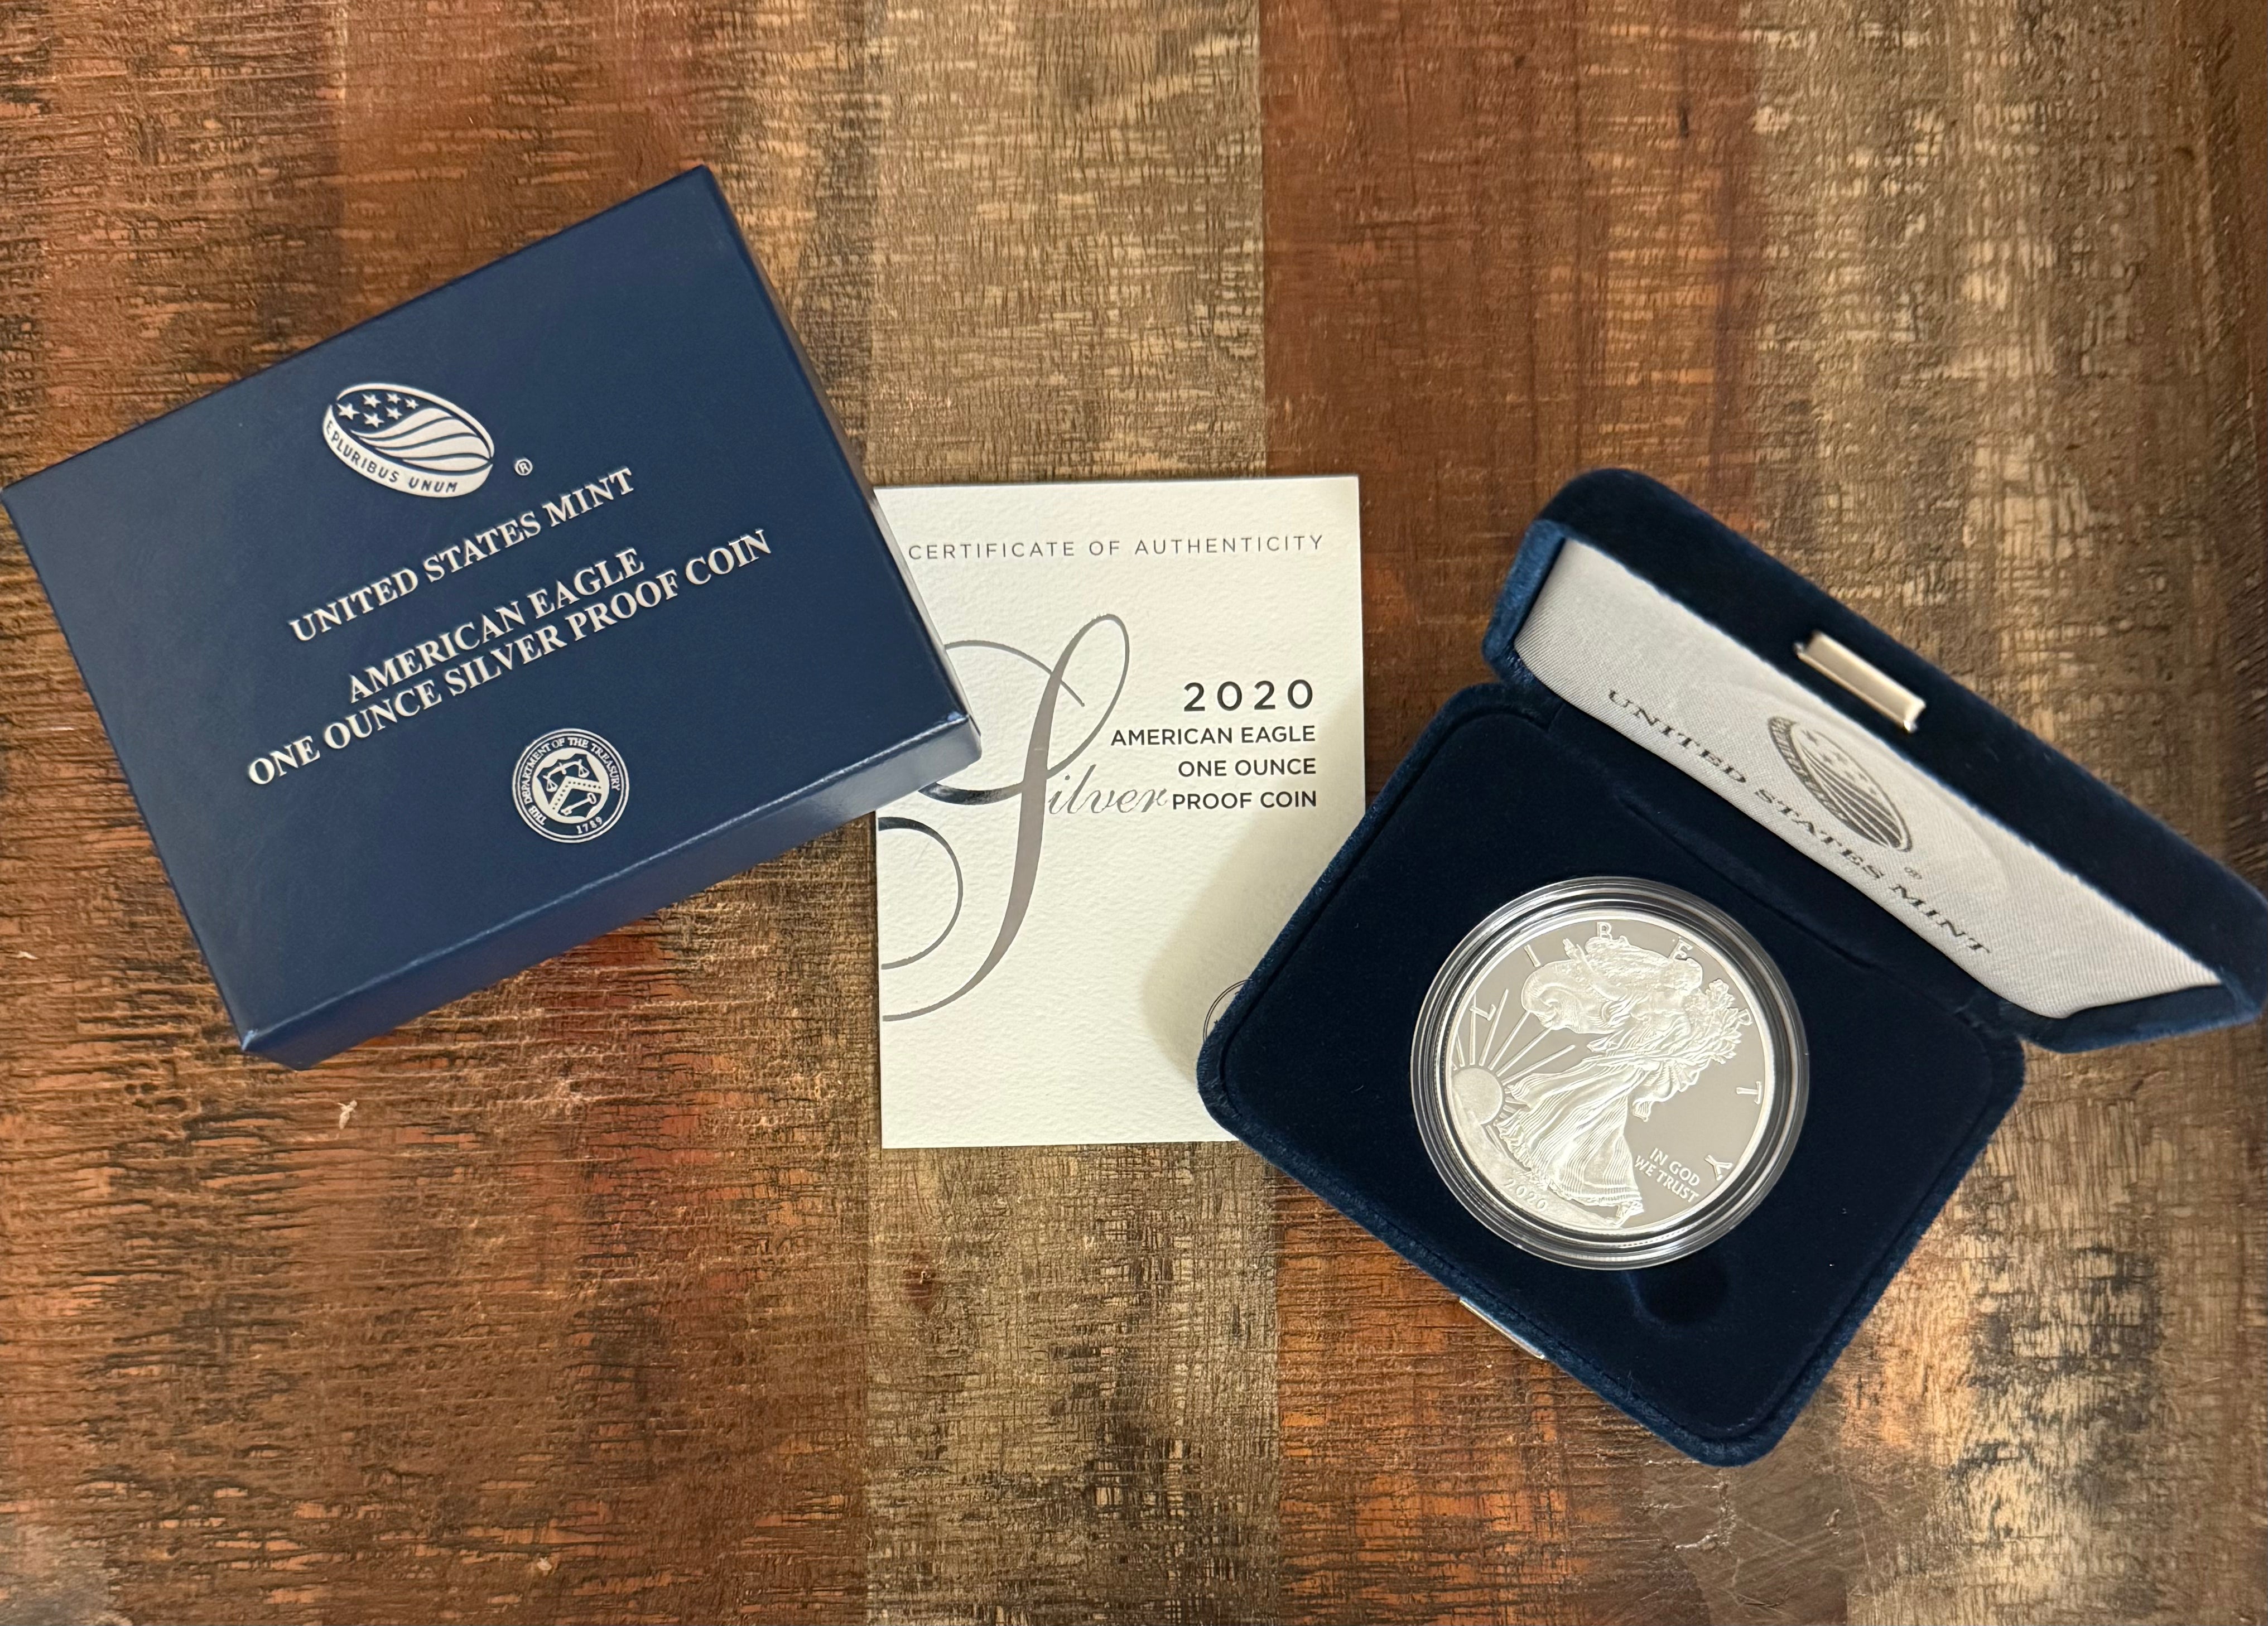 E PLURIBUS UNUM
®
UNITED STATES MINT
AMERICAN EAGLE
ONE OUNCE SILVER PROOF COIN
THE DEPARTMENT OF THE TREASURY
1789
CERTIFICATE OF AUTHENTICITY
2020
AMERICAN EAGLE
ONE OUNCE
Silver PROOF COIN
UNITED STATES MINT
®
LIBERTY
IN GOD
WE TRUST
2020